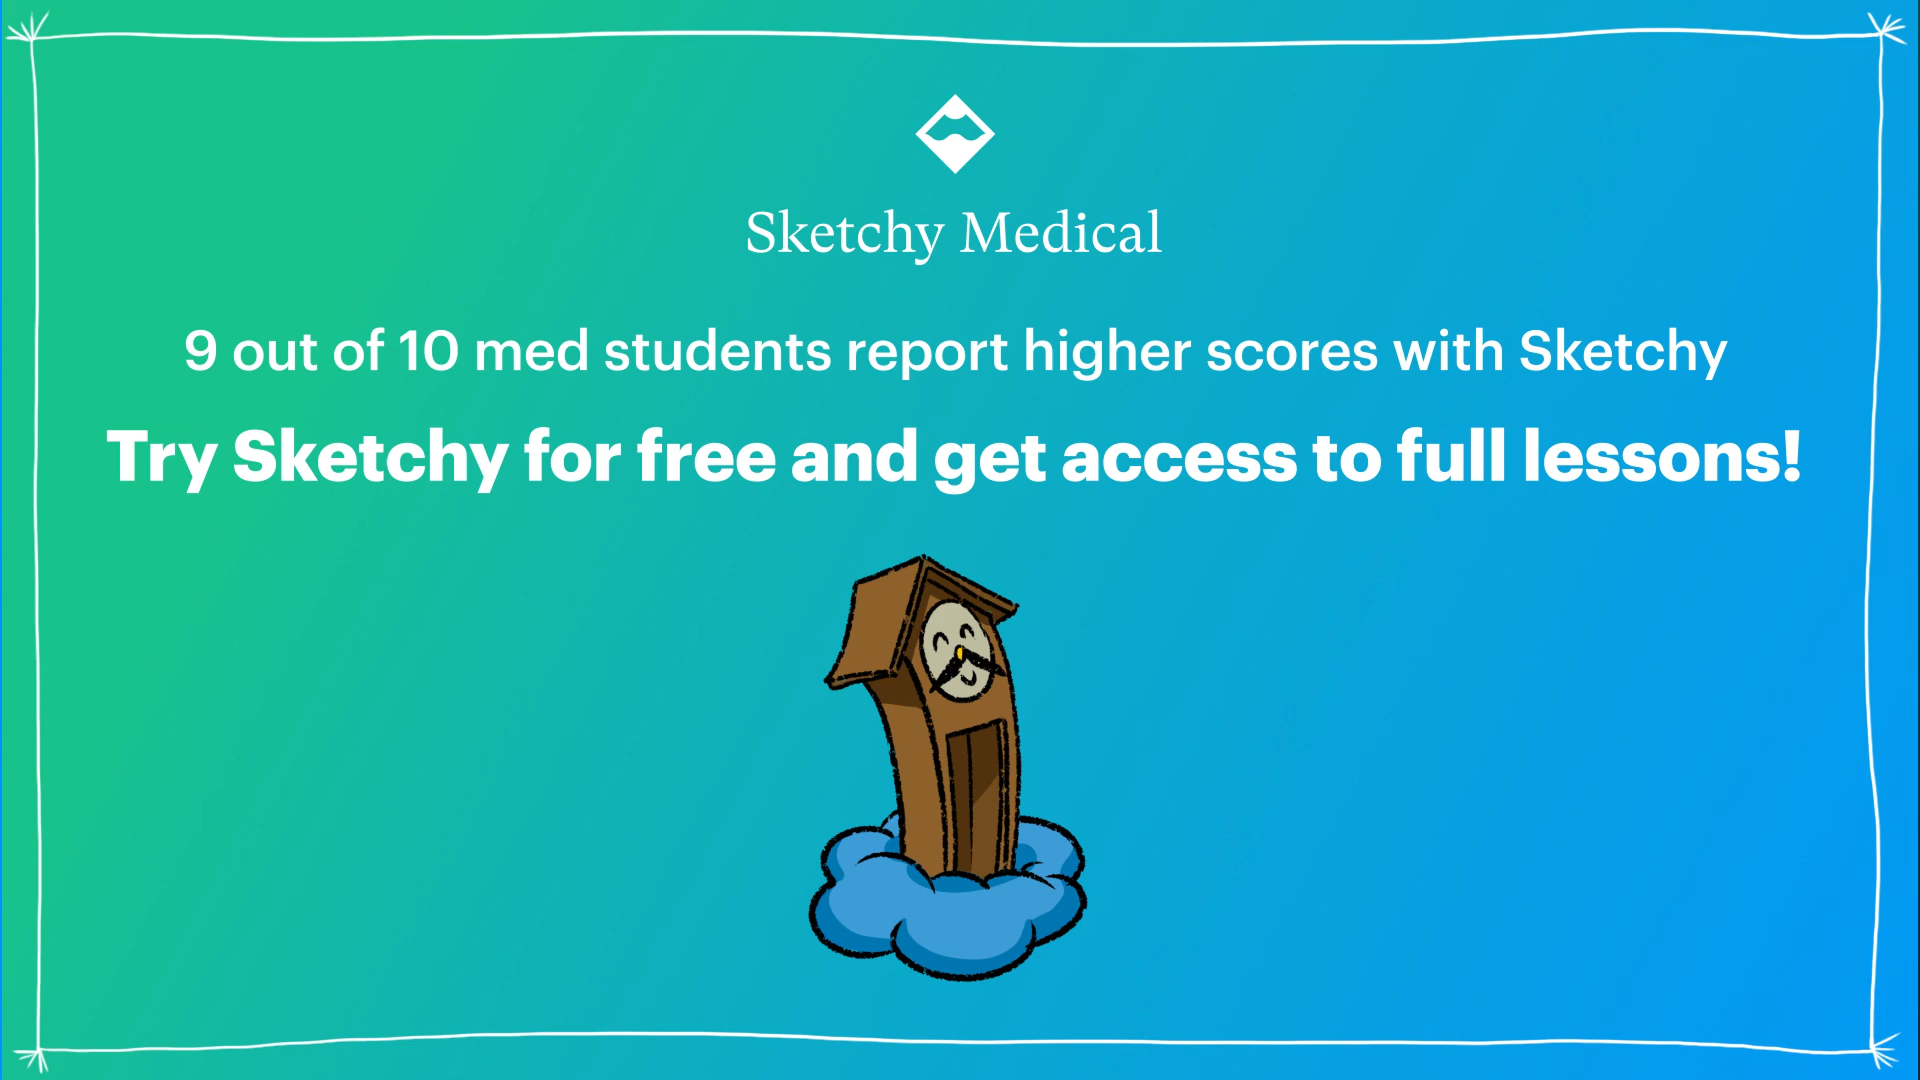 Sketchy Medical
9 out of 10 med students report higher scores with Sketchy
Try Sketchy for free and get access to full lessons!